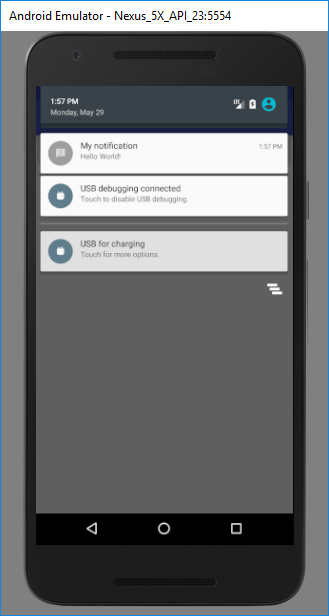 Android Emulator - Nexus_5X_API_23:5554
1:57 PM
Monday, May 29
My notification
1:57 PM
Hello World!
USB debugging connected
Touch to disable USB debugging.
USB for charging
Touch for more options.